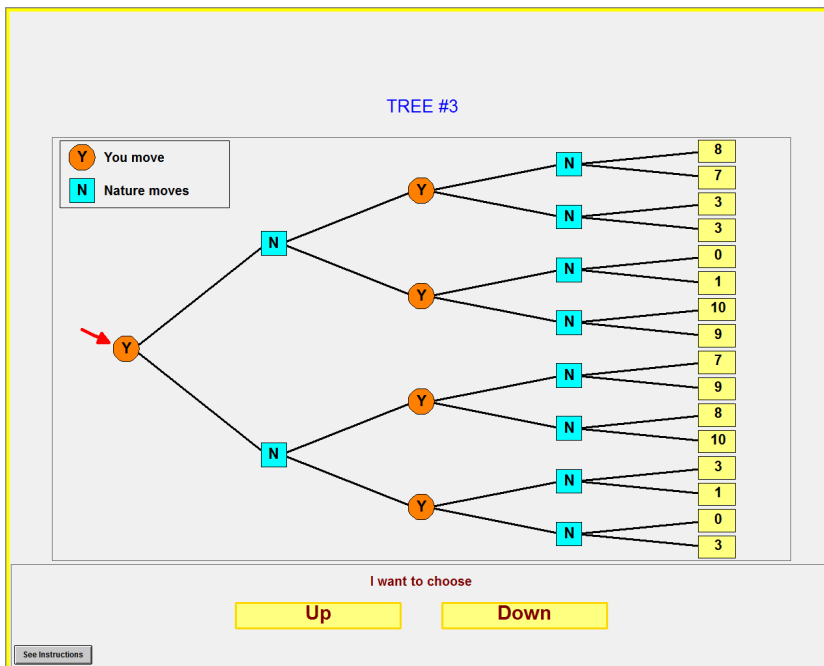 TREE #3
Y You move
N Nature moves
N
8
Y
7
N
3
N
3
N
0
Y
1
N
10
Y
9
N
7
Y
9
N
8
N
10
N
3
Y
1
N
0
3
I want to choose
Up Down
See Instructions